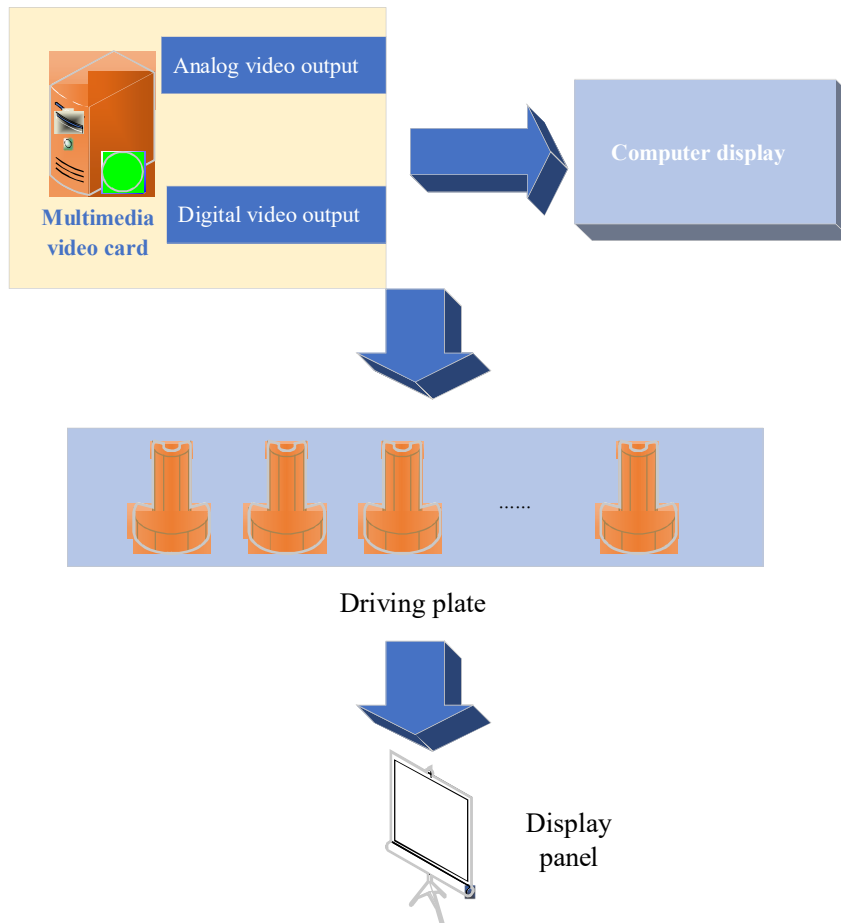 Analog video output
Computer display
Digital video output
Multimedia
video card
......
Driving plate
Display
panel